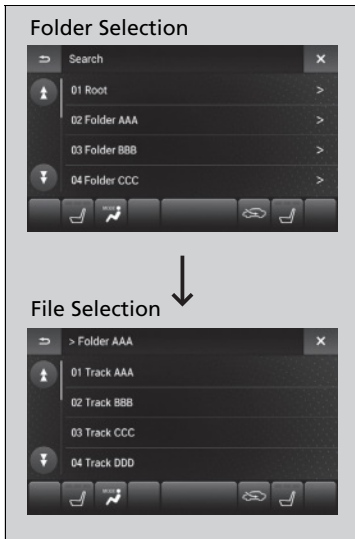 Folder Selection
Search
01 Root >
02 Folder AAA >
03 Folder BBB >
04 Folder CCC >
File Selection
> Folder AAA
01 Track AAA
02 Track BBB
03 Track CCC
04 Track DDD